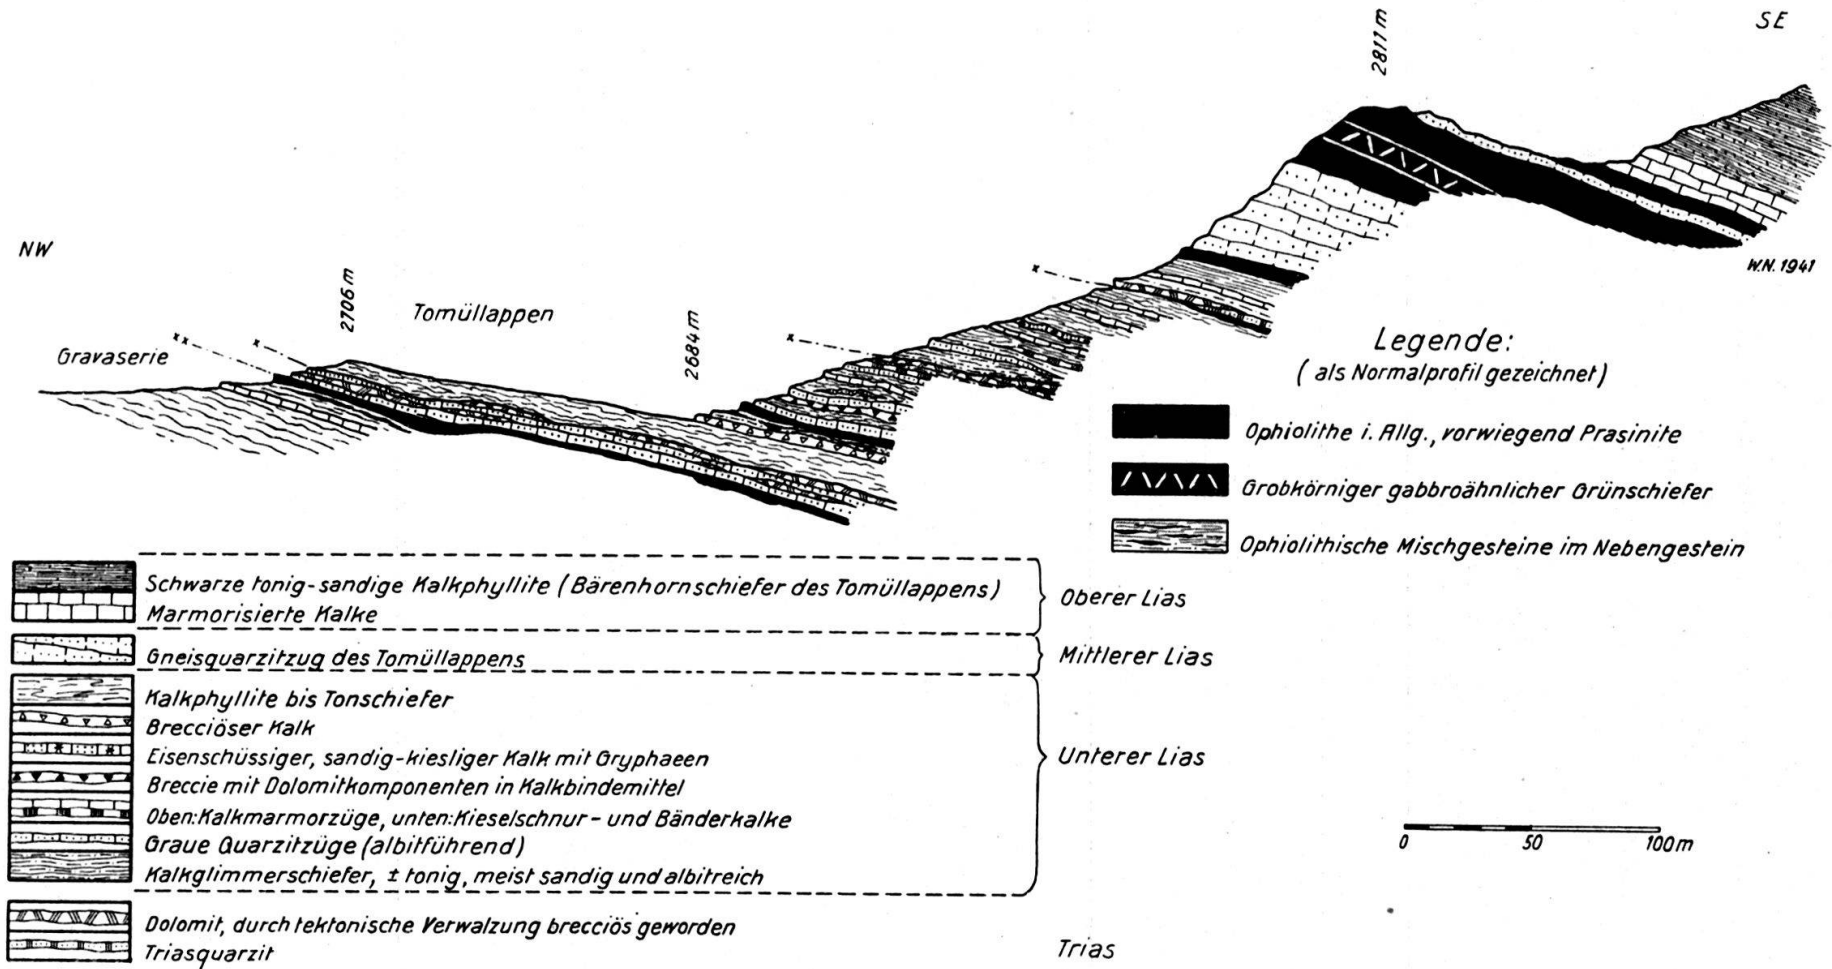 SE
2811 m
NW
W.N. 1941
2706 m
Tomüllappen
2684 m
Gravaserie
Legende:
( als Normalprofil gezeichnet )
Ophiolithe i. Allg., vorwiegend Prasinite
Grobkörniger gabbroähnlicher Grünschiefer
Ophiolithische Mischgesteine im Nebengestein
Schwarze tonig-sandige Kalkphyllite (Bärenhornschiefer des Tomüllappens)
Marmorisierte Kalke
Oberer Lias
Gneisquarzitzug des Tomüllappens
Mittlerer Lias
Kalkphyllite bis Tonschiefer
Brecciöser Kalk
Eisenschüssiger, sandig-kiesliger Kalk mit Gryphaeen
Breccie mit Dolomitkomponenten in Kalkbindemittel
Oben:Kalkmarmorzüge, unten:Kieselschnur- und Bänderkalke
Graue Quarzitzüge (albitführend)
Kalkglimmerschiefer, ± tonig, meist sandig und albitreich
Unterer Lias
0 50 100 m
Dolomit, durch tektonische Verwalzung brecciös geworden
Triasquarzit
Trias